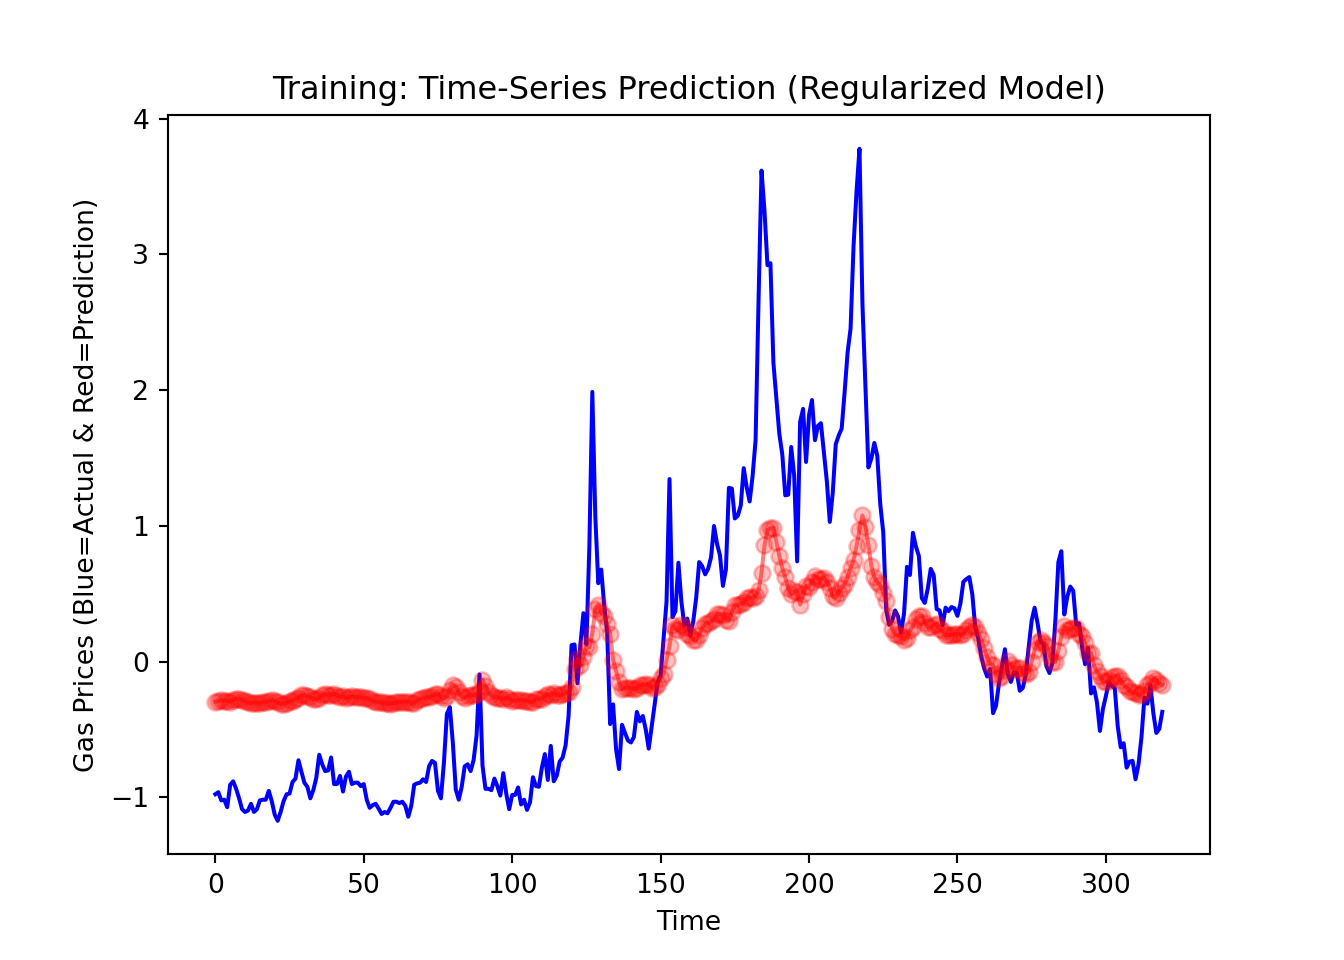 Training: Time-Series Prediction (Regularized Model)
Gas Prices (Blue=Actual & Red=Prediction)
4
3
2
1
0
−1
0 50 100 150 200 250 300
Time